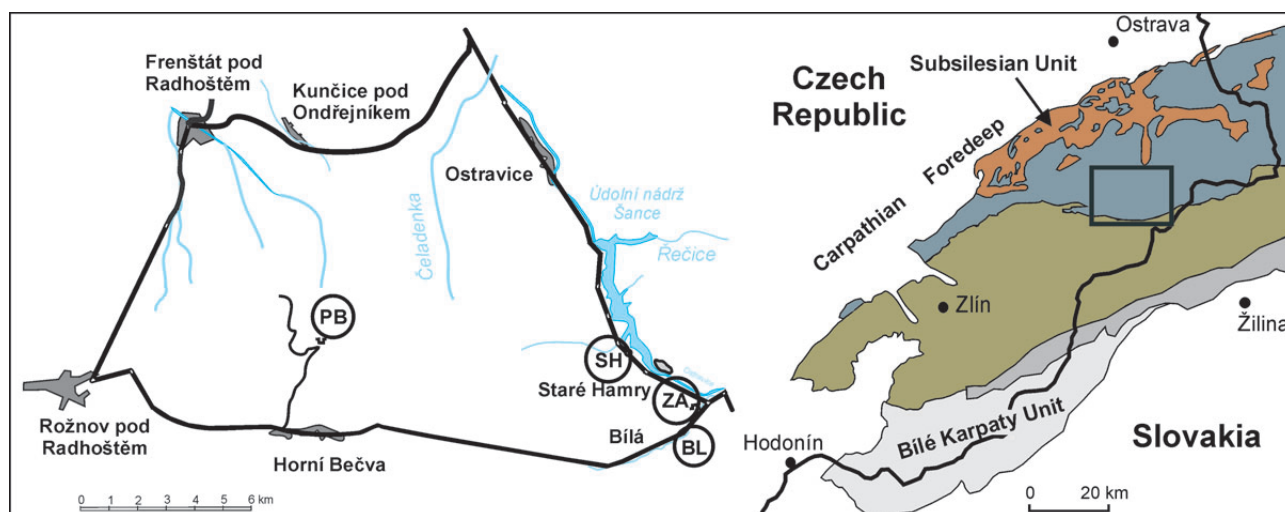 Frenštát pod
Radhoštěm
Kunčice pod
Ondřejníkem
Ostravice
Čeladenka
Údolní nádrž
Šance
Řečice
PB
SH
Staré Hamry
ZA
Bílá
BL
Rožnov pod
Radhoštěm
Horní Bečva
0 1 2 3 4 5 6 km
Ostrava
Subsilesian Unit
Czech
Republic
Carpathian Foredeep
Zlín
Žilina
Bílé Karpaty Unit
Hodonín
Slovakia
0 20 km